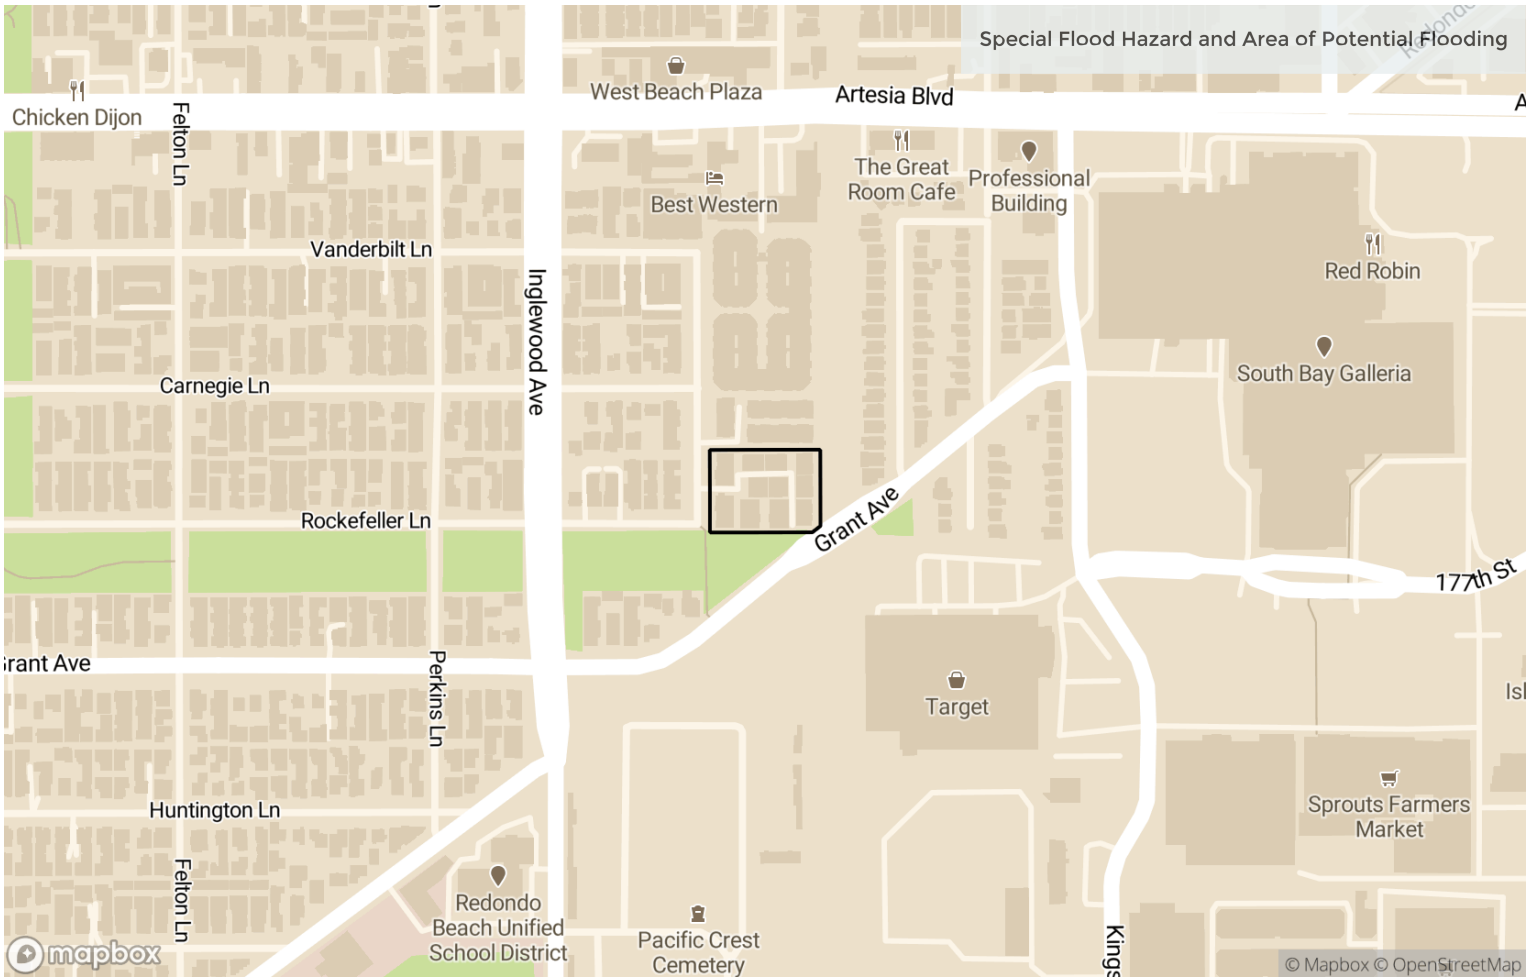 Special Flood Hazard and Area of Potential Flooding
Redondo
West Beach Plaza
Artesia Blvd
A
Chicken Dijon
Felton Ln
The Great
Room Cafe
Professional
Building
Best Western
Vanderbilt Ln
Red Robin
Inglewood Ave
Carnegie Ln
South Bay Galleria
Rockefeller Ln
Grant Ave
177th St
Grant Ave
Perkins Ln
Target
Isl
Huntington Ln
Sprouts Farmers
Market
Felton Ln
Redondo
Beach Unified
School District
Pacific Crest
Cemetery
Kings
mapbox
© Mapbox © OpenStreetMap